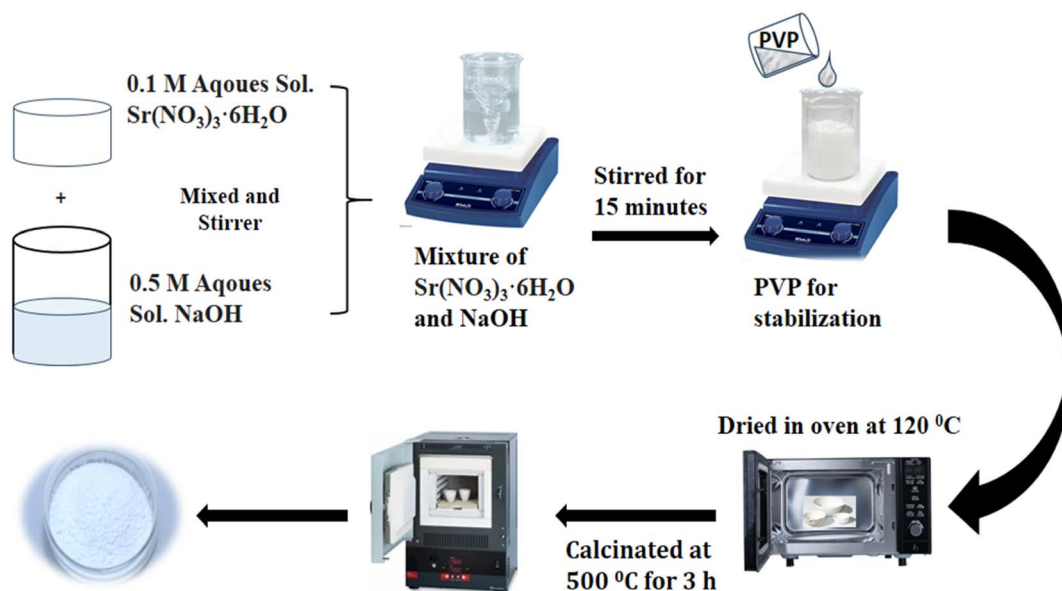 0.1 M Aqoues Sol.
Sr(NO₃)₃·6H₂O
+
Mixed and
Stirrer
0.5 M Aqoues
Sol. NaOH
Mixture of
Sr(NO₃)₃·6H₂O
and NaOH
Stirred for
15 minutes
PVP
PVP for
stabilization
Dried in oven at 120 ⁰C
Calcinated at
500 ⁰C for 3 h